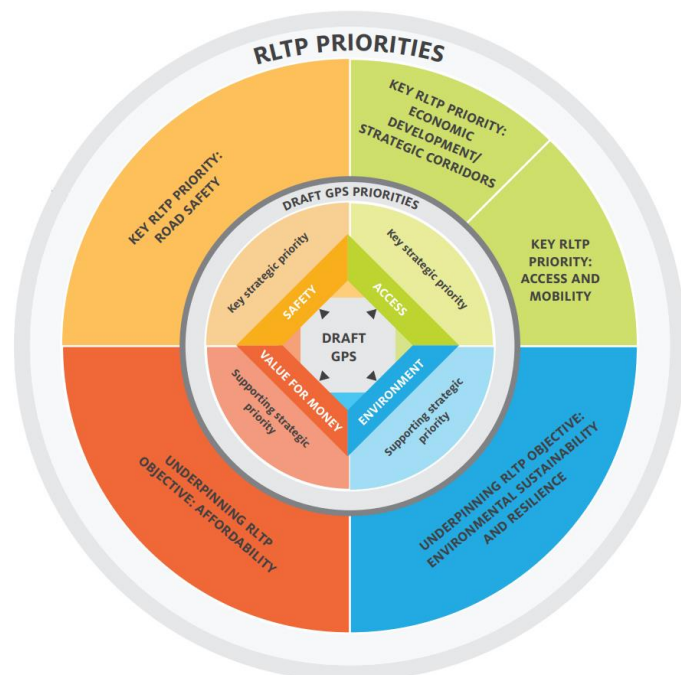 RLTP PRIORITIES
KEY RLTP PRIORITY:
ROAD SAFETY
KEY RLTP PRIORITY:
ECONOMIC
DEVELOPMENT/
STRATEGIC CORRIDORS
KEY RLTP
PRIORITY:
ACCESS AND
MOBILITY
DRAFT GPS PRIORITIES
Key strategic priority
Key strategic priority
SAFETY
ACCESS
DRAFT
GPS
VALUE FOR MONEY
ENVIRONMENT
Supporting strategic
priority
Supporting strategic
priority
UNDERPINNING RLTP
OBJECTIVE: AFFORDABILITY
UNDERPINNING RLTP OBJECTIVE:
ENVIRONMENTAL SUSTAINABILITY
AND RESILIENCE